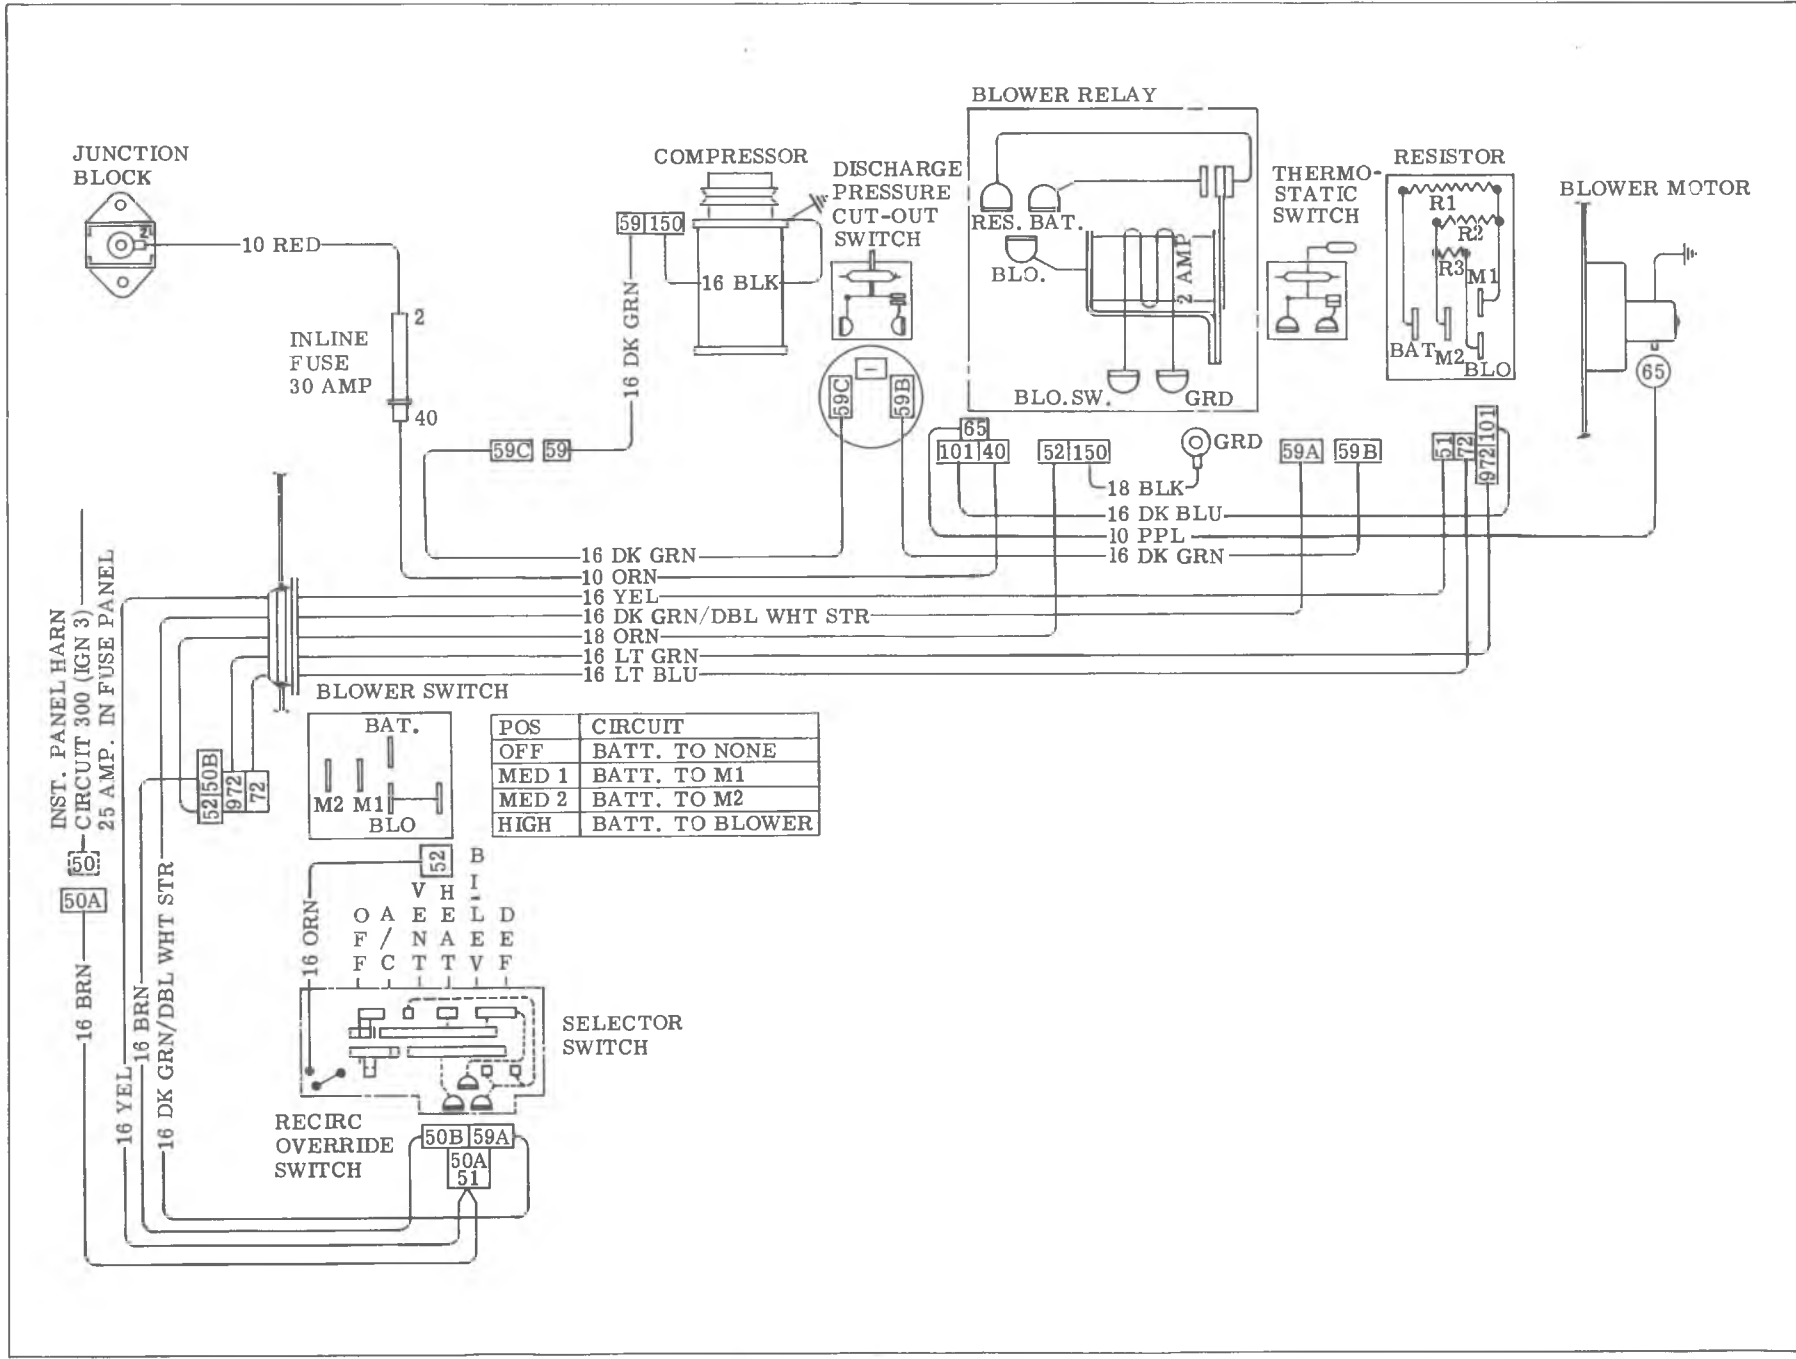 BLOWER RELAY
JUNCTION
BLOCK
2
10 RED
2
INLINE
FUSE
30 AMP
40
COMPRESSOR
59 150
16 BLK
16 DK GRN
DISCHARGE
PRESSURE
CUT-OUT
SWITCH
59C
59B
RES. BAT.
BLO.
2 AMP
BLO.SW.
GRD
THERMO-
STATIC
SWITCH
RESISTOR
R1
R2
R3
M1
BAT
M2
BLO
BLOWER MOTOR
65
59C
59
65
101 40
52 150
GRD
59A
59B
51
72
972 101
18 BLK
16 DK BLU
10 PPL
16 DK GRN
16 DK GRN
10 ORN
16 YEL
16 DK GRN/DBL WHT STR
18 ORN
16 LT GRN
16 LT BLU
INST. PANEL HARN
CIRCUIT 300 (IGN 3)
25 AMP. IN FUSE PANEL
50
50A
16 BRN
16 YEL
16 BRN
16 DK GRN/DBL WHT STR
52 50B
972
72
BLOWER SWITCH
BAT.
M2 M1
BLO
POS CIRCUIT
OFF BATT. TO NONE
MED 1 BATT. TO M1
MED 2 BATT. TO M2
HIGH BATT. TO BLOWER
52
16 ORN
OFF
A/C
VENT
HEAT
BI-LEV
DEF
SELECTOR
SWITCH
RECIRC
OVERRIDE
SWITCH
50B 59A
50A
51